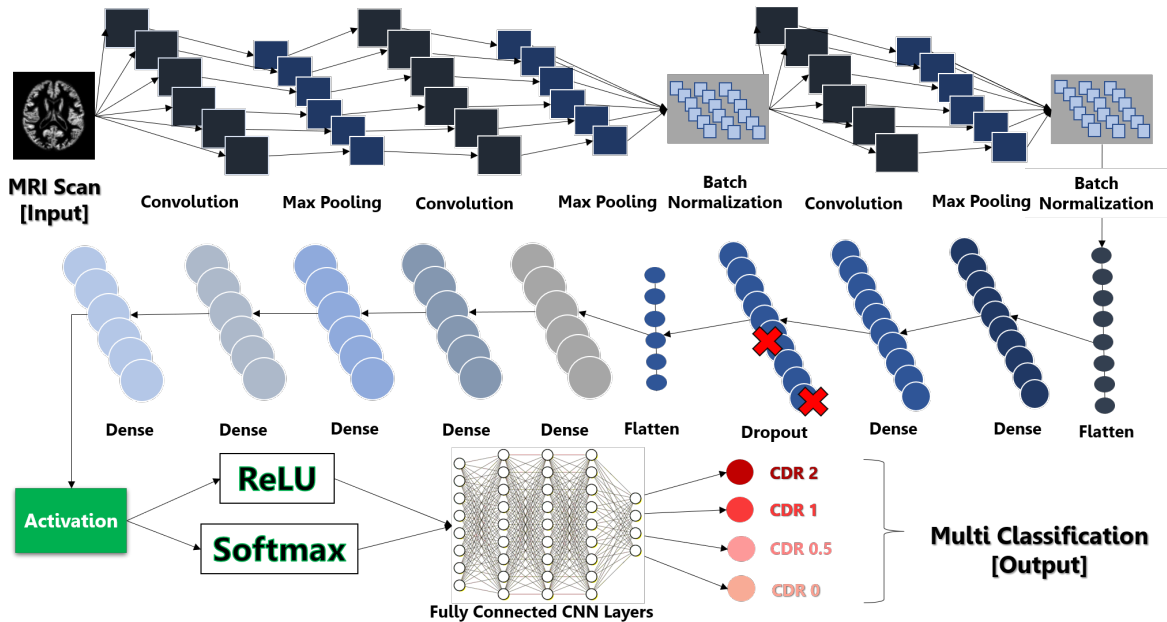 MRI Scan
[Input]
Convolution
Max Pooling
Convolution
Max Pooling
Batch
Normalization
Convolution
Max Pooling
Batch
Normalization
Dense
Dense
Dense
Dense
Dense
Flatten
Dropout
Dense
Dense
Flatten
Activation
ReLU
Softmax
Fully Connected CNN Layers
CDR 2
CDR 1
CDR 0.5
CDR 0
Multi Classification
[Output]